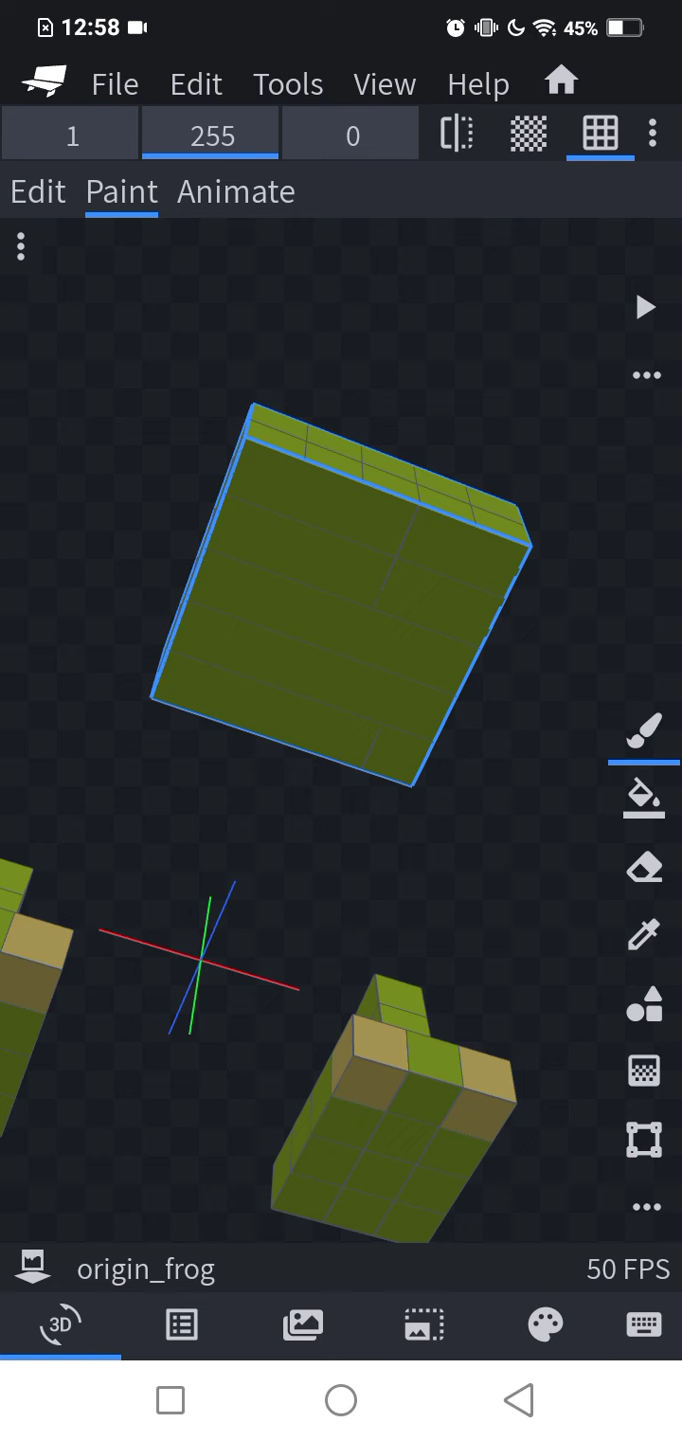 12:58 45%
File Edit Tools View Help
1 255 0
Edit Paint Animate
origin_frog 50 FPS
3D